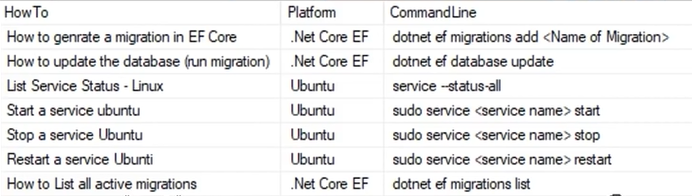 HowTo Platform CommandLine
How to genrate a migration in EF Core .Net Core EF dotnet ef migrations add <Name of Migration>
How to update the database (run migration) .Net Core EF dotnet ef database update
List Service Status - Linux Ubuntu service --status-all
Start a service ubuntu Ubuntu sudo service <service name> start
Stop a service Ubuntu Ubuntu sudo service <service name> stop
Restart a service Ubunti Ubuntu sudo service <service name> restart
How to List all active migrations .Net Core EF dotnet ef migrations list